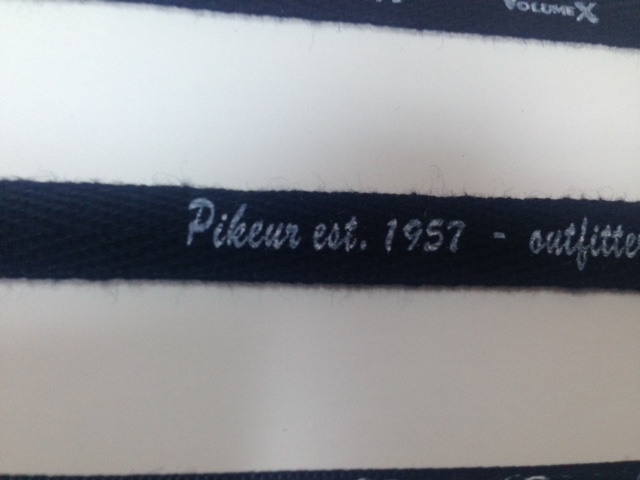 VOLUMEX
Pikeur est. 1957 - outfitte